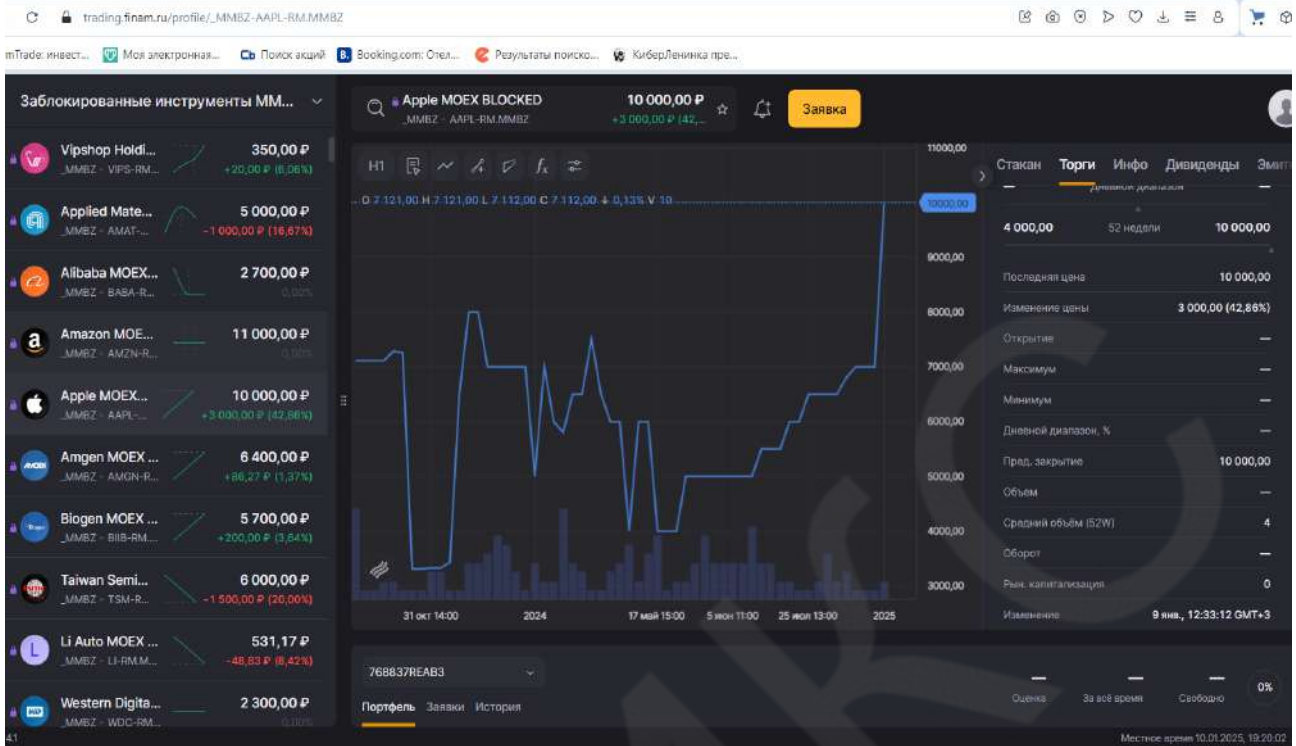 trading.finam.ru/profile/_MMBZ-AAPL-RM.MMBZ
mTrade: инвест... Моя электронная... Поиск акций Booking.com: Отел... Результаты поиско... КиберЛенинка пре...
Заблокированные инструменты ММ...
Apple MOEX BLOCKED 10 000,00 ₽
_MMBZ - AAPL-RM.MMBZ +3 000,00 ₽ (42,...
Заявка
Vipshop Holdi... 350,00 ₽
_MMBZ - VIPS-RM... +20,00 ₽ (6,06%)
Applied Mate... 5 000,00 ₽
_MMBZ - AMAT-... -1 000,00 ₽ (16,67%)
Alibaba MOEX... 2 700,00 ₽
_MMBZ - BABA-R... 0,00%
Amazon MOE... 11 000,00 ₽
_MMBZ - AMZN-R... 0,00%
Apple MOEX... 10 000,00 ₽
_MMBZ - AAPL-... +3 000,00 ₽ (42,86%)
Amgen MOEX ... 6 400,00 ₽
_MMBZ - AMGN-R... +86,27 ₽ (1,37%)
Biogen MOEX ... 5 700,00 ₽
_MMBZ - BIIB-RM... +200,00 ₽ (3,64%)
Taiwan Semi... 6 000,00 ₽
_MMBZ - TSM-R... -1 500,00 ₽ (20,00%)
Li Auto MOEX ... 531,17 ₽
_MMBZ - LI-RM.M... -48,83 ₽ (8,42%)
Western Digita... 2 300,00 ₽
_MMBZ - WDC-RM... 0,00%
H1
O 7 121,00 H 7 121,00 L 7 112,00 C 7 112,00 0,13% V 10
11000,00
10000,00
9000,00
8000,00
7000,00
6000,00
5000,00
4000,00
3000,00
31 окт 14:00 2024 17 май 15:00 5 июн 11:00 25 июл 13:00 2025
Стакан Торги Инфо Дивиденды Эмит
— Дневной диапазон —
4 000,00 52 недели 10 000,00
Последняя цена 10 000,00
Изменение цены 3 000,00 (42,86%)
Открытие —
Максимум —
Минимум —
Дневной диапазон, % —
Пред. закрытие 10 000,00
Объем —
Средний объём (52W) 4
Оборот —
Рын. капитализация 0
Изменение 9 янв., 12:33:12 GMT+3
768837REAB3
Портфель Заявки История
— — —
Оценка За всё время Свободно 0%
4.1
Местное время 10.01.2025, 19:20:02